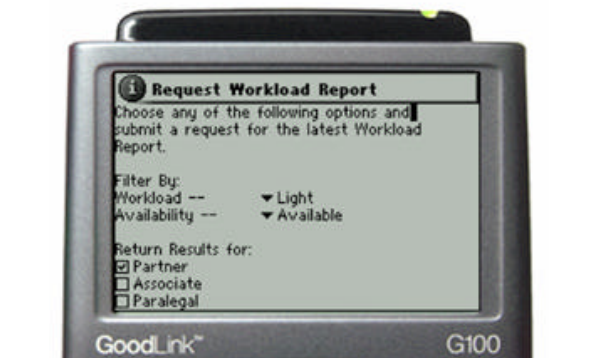 Request Workload Report
Choose any of the following options and
submit a request for the latest Workload
Report.
Filter By:
Workload -- Light
Availability -- Available
Return Results for:
Partner
Associate
Paralegal
GoodLink™ G100